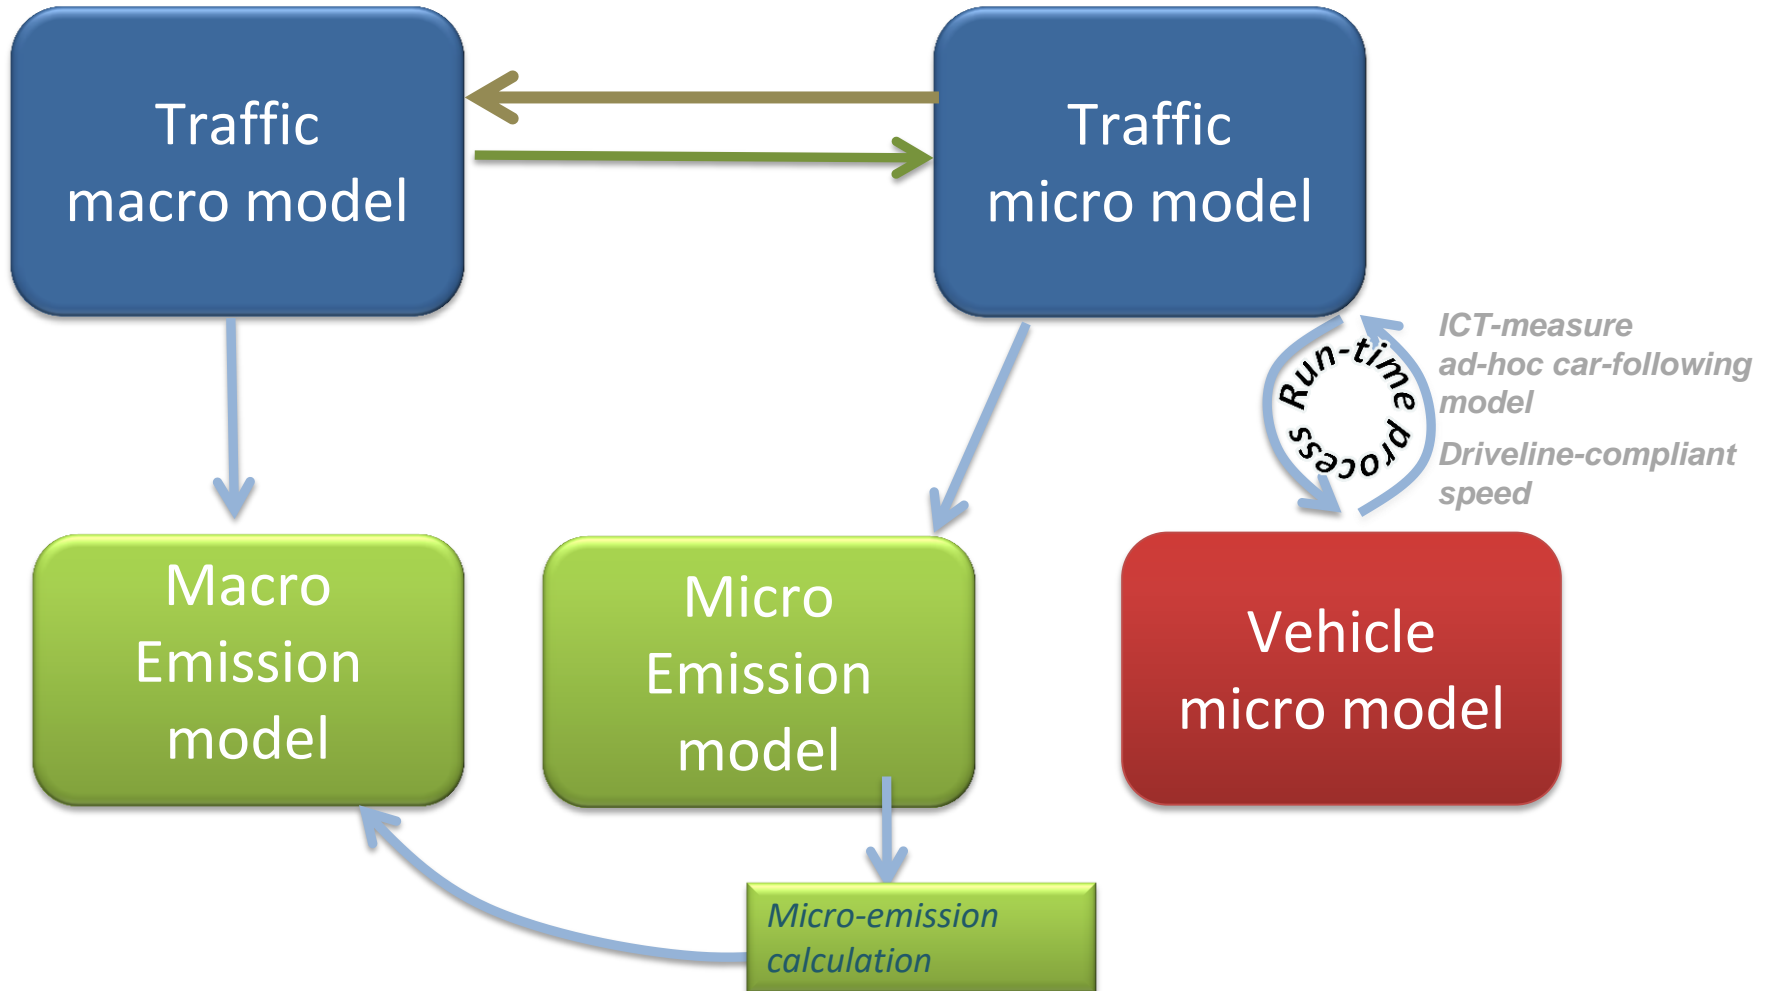 Traffic
macro model
Traffic
micro model
ICT-measure
ad-hoc car-following
model
Driveline-compliant
speed
Run-time process
Macro
Emission
model
Micro
Emission
model
Vehicle
micro model
Micro-emission
calculation